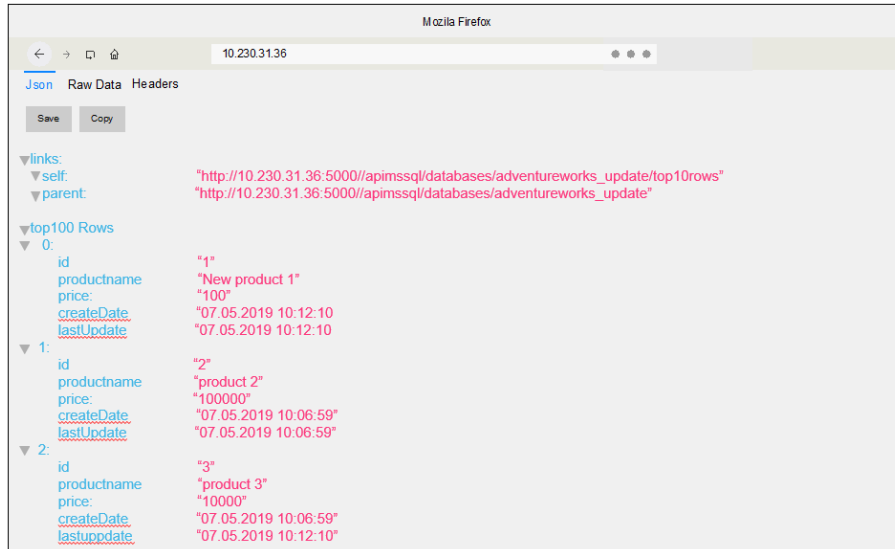 Mozila Firefox
10.230.31.36
Json Raw Data Headers
Save Copy
links:
self: “http://10.230.31.36:5000//apimssql/databases/adventureworks_update/top10rows”
parent: “http://10.230.31.36:5000//apimssql/databases/adventureworks_update”
top100 Rows
0:
id “1”
productname “New product 1”
price: “100”
createDate “07.05.2019 10:12:10
lastUpdate “07.05.2019 10:12:10
1:
id “2”
productname “product 2”
price: “100000”
createDate “07.05.2019 10:06:59”
lastUpdate “07.05.2019 10:06:59”
2:
id “3”
productname “product 3”
price: “10000”
createDate “07.05.2019 10:06:59”
lastuppdate “07.05.2019 10:12:10”